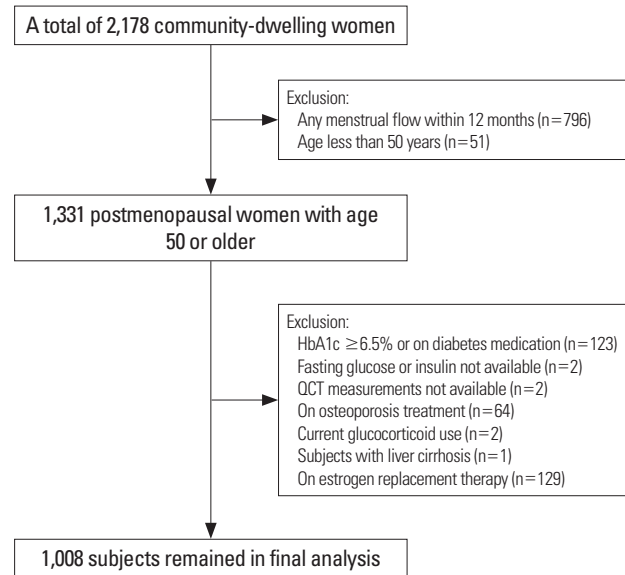 A total of 2,178 community-dwelling women
Exclusion:
Any menstrual flow within 12 months (n=796)
Age less than 50 years (n=51)
1,331 postmenopausal women with age
50 or older
Exclusion:
HbA1c ≥6.5% or on diabetes medication (n=123)
Fasting glucose or insulin not available (n=2)
QCT measurements not available (n=2)
On osteoporosis treatment (n=64)
Current glucocorticoid use (n=2)
Subjects with liver cirrhosis (n=1)
On estrogen replacement therapy (n=129)
1,008 subjects remained in final analysis